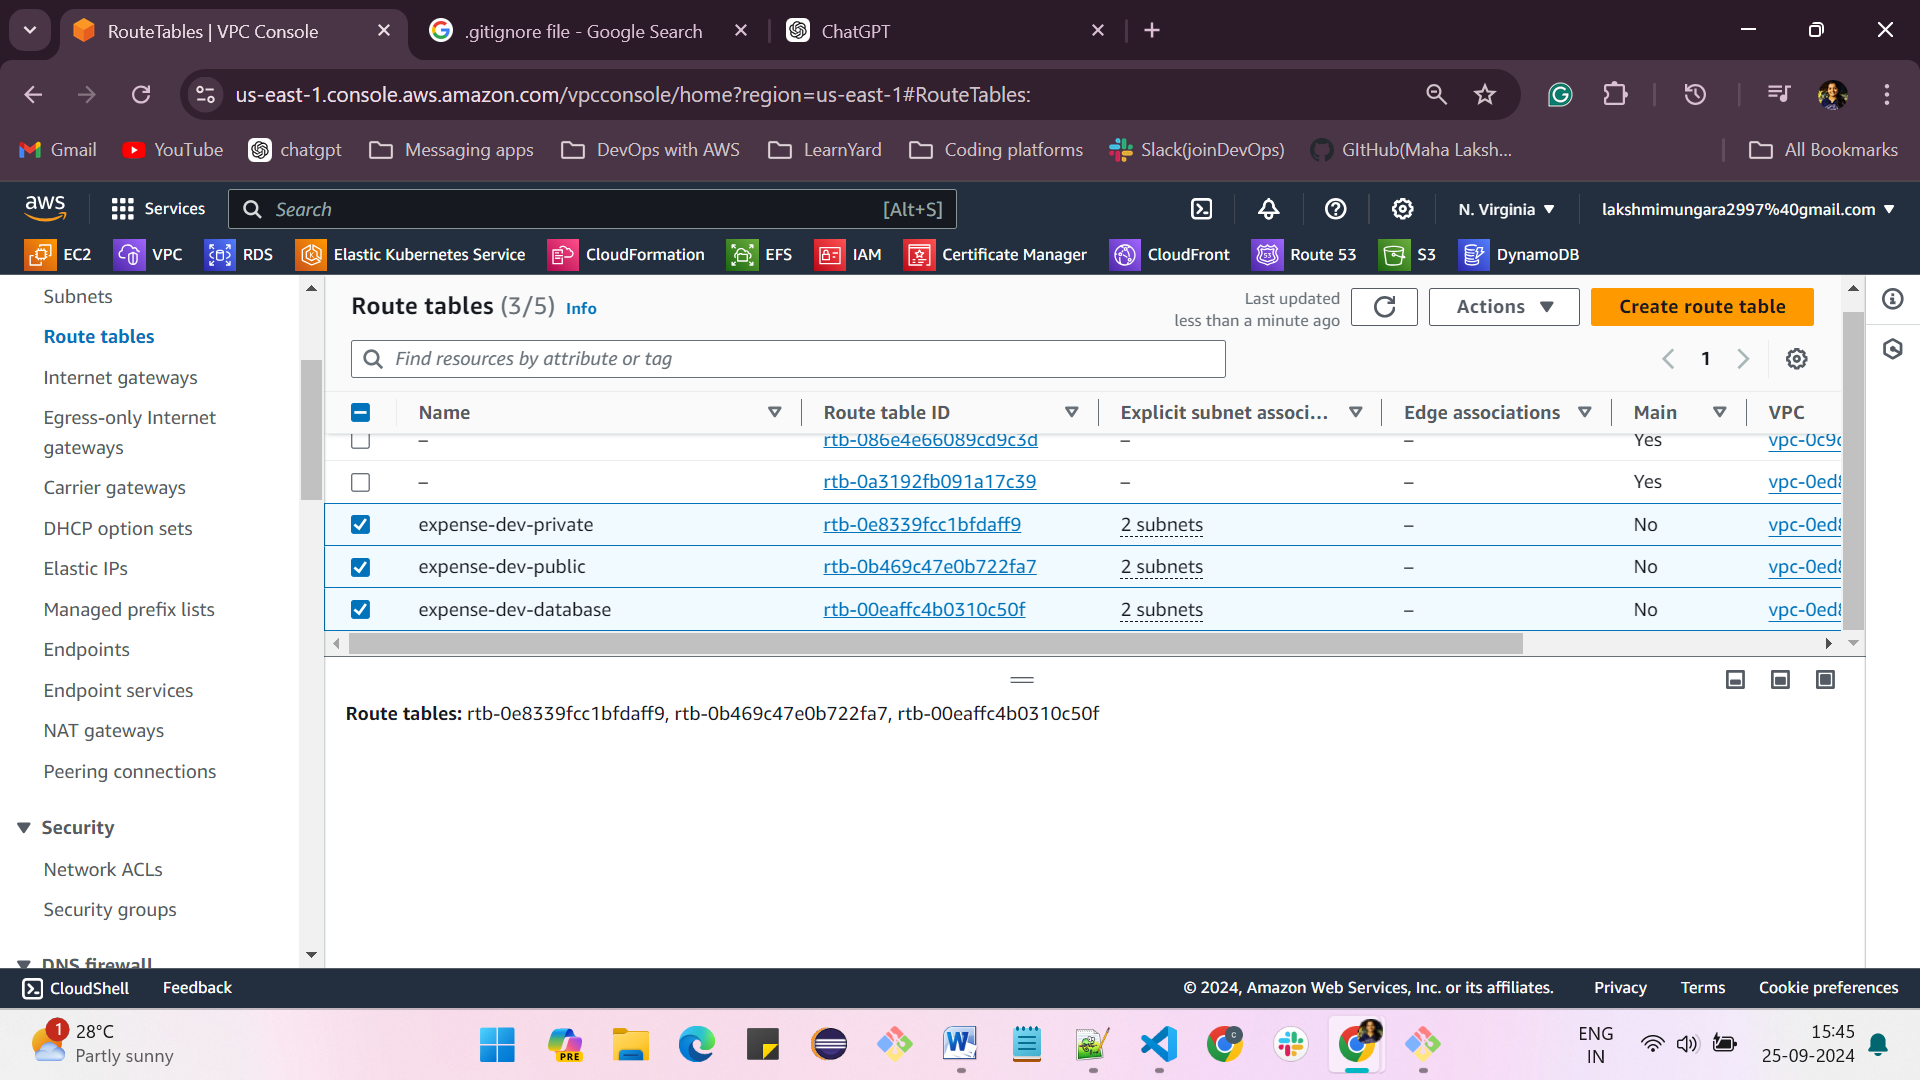 RouteTables | VPC Console
.gitignore file - Google Search
ChatGPT
us-east-1.console.aws.amazon.com/vpcconsole/home?region=us-east-1#RouteTables:
Gmail
YouTube
chatgpt
Messaging apps
DevOps with AWS
LearnYard
Coding platforms
Slack(joinDevOps)
GItHub(Maha Laksh...
All Bookmarks
aws
Services
Search
[Alt+S]
N. Virginia
lakshmimungara2997%40gmail.com
EC2
VPC
RDS
Elastic Kubernetes Service
CloudFormation
EFS
IAM
Certificate Manager
CloudFront
Route 53
S3
DynamoDB
Subnets
Route tables
Internet gateways
Egress-only Internet
gateways
Carrier gateways
DHCP option sets
Elastic IPs
Managed prefix lists
Endpoints
Endpoint services
NAT gateways
Peering connections
Security
Network ACLs
Security groups
DNS firewall
Route tables (3/5) Info
Last updated
less than a minute ago
Actions
Create route table
Find resources by attribute or tag
1
Name Route table ID Explicit subnet associ... Edge associations Main VPC
– rtb-086e4e66089cd9c3d – – Yes vpc-0c9c
– rtb-0a3192fb091a17c39 – – Yes vpc-0ed8
expense-dev-private rtb-0e8339fcc1bfdaff9 2 subnets – No vpc-0ed8
expense-dev-public rtb-0b469c47e0b722fa7 2 subnets – No vpc-0ed8
expense-dev-database rtb-00eaffc4b0310c50f 2 subnets – No vpc-0ed8
Route tables: rtb-0e8339fcc1bfdaff9, rtb-0b469c47e0b722fa7, rtb-00eaffc4b0310c50f
CloudShell
Feedback
© 2024, Amazon Web Services, Inc. or its affiliates.
Privacy
Terms
Cookie preferences
1
28°C
Partly sunny
PRE
ENG
IN
15:45
25-09-2024